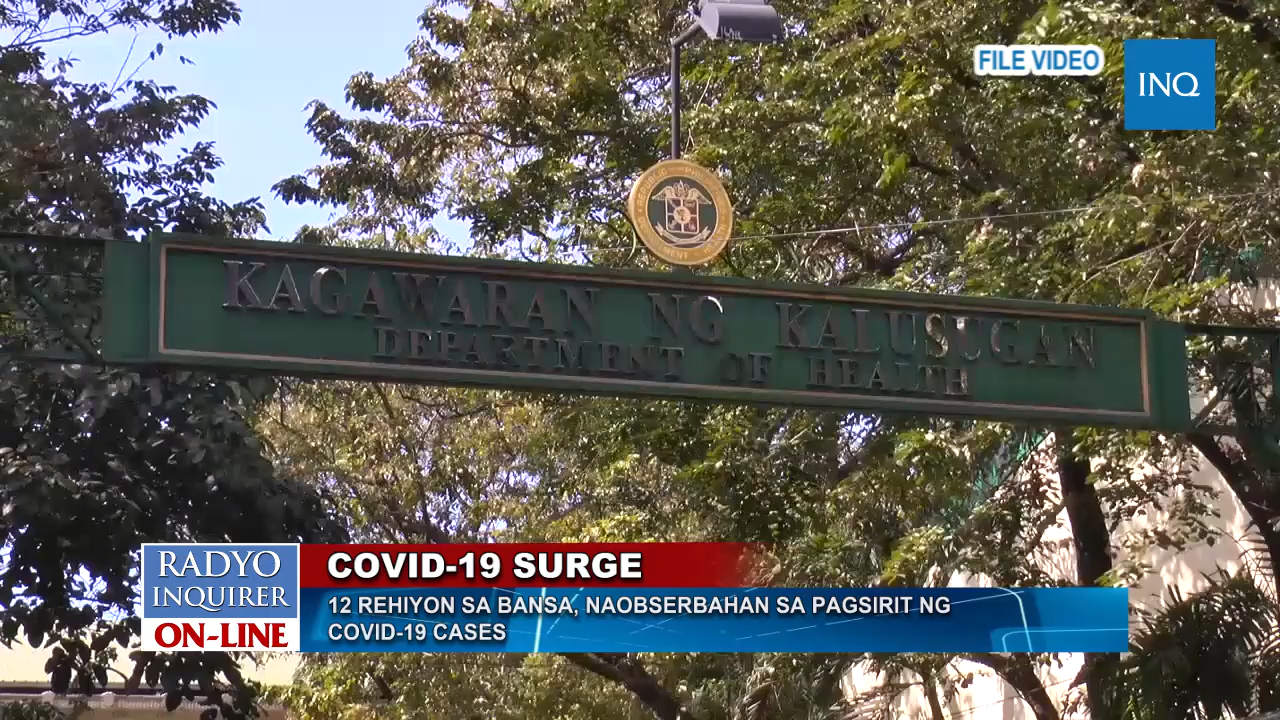 FILE VIDEO
INQ
KAGAWARAN NG KALUSUGAN
DEPARTMENT OF HEALTH
RADYO
INQUIRER
ON-LINE
COVID-19 SURGE
12 REHIYON SA BANSA, NAOBSERBAHAN SA PAGSIRIT NG
COVID-19 CASES